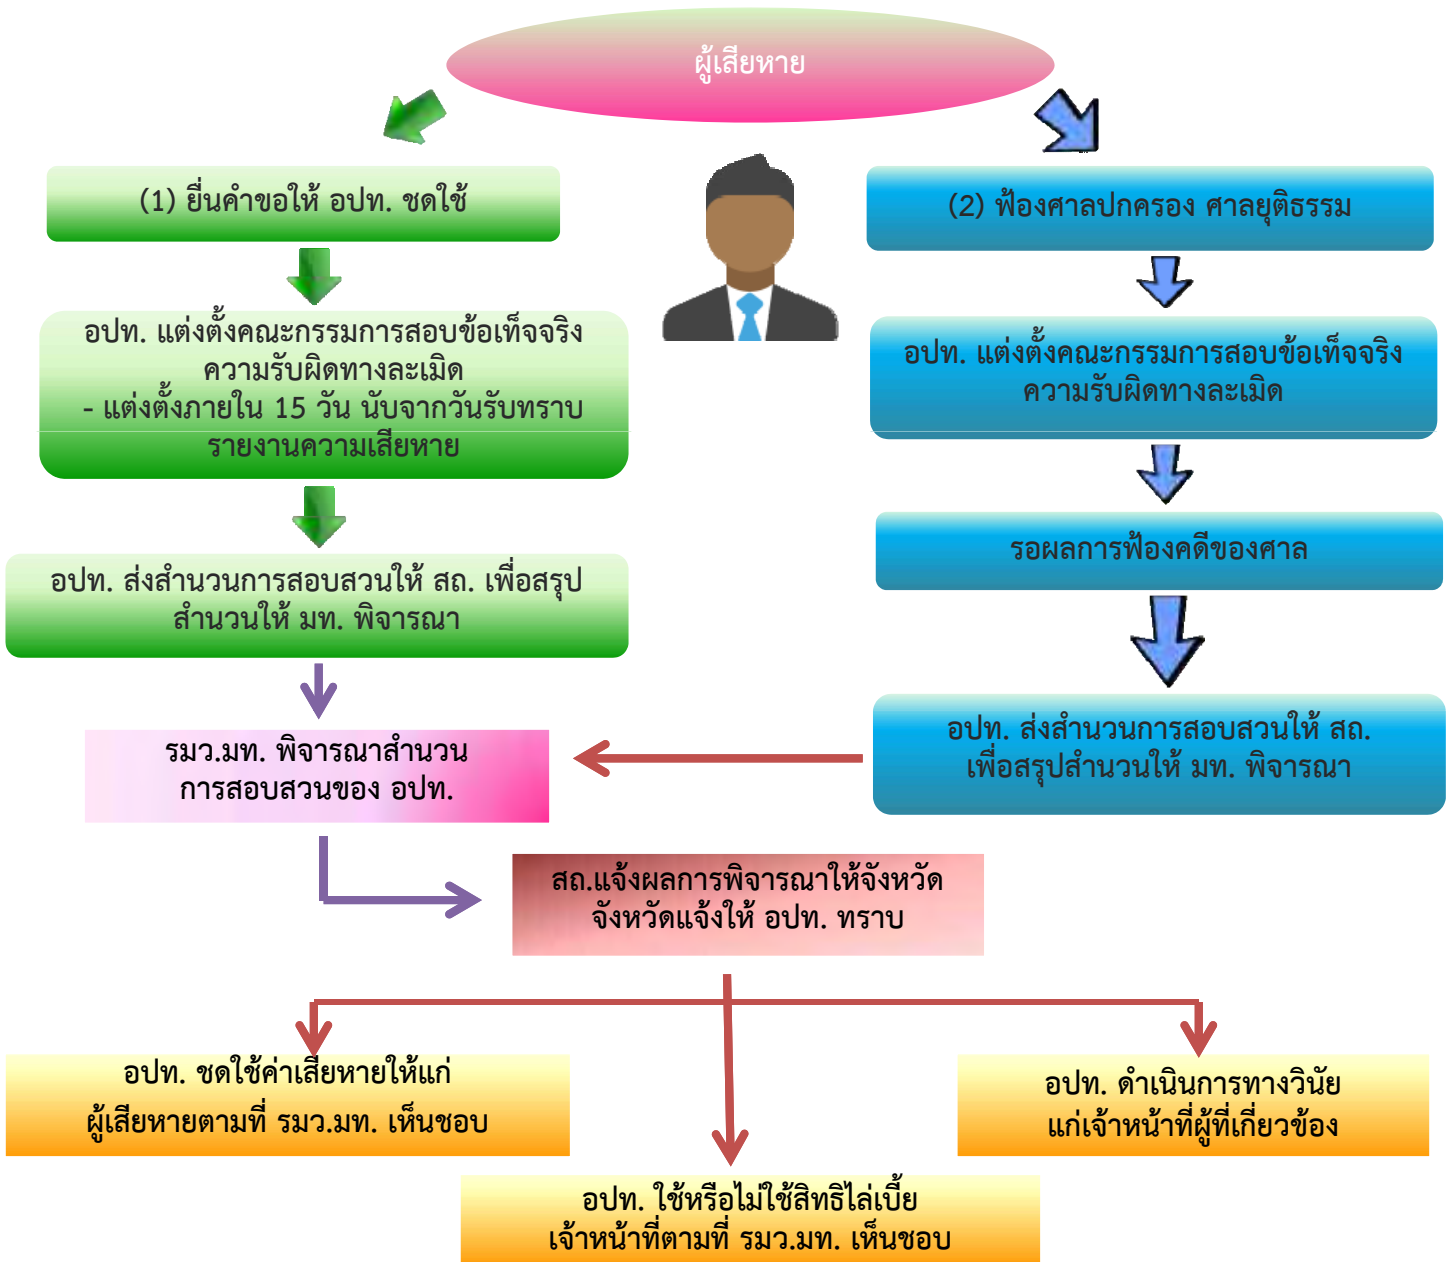 ผู้เสียหาย
(1) ยื่นคำขอให้ อปท. ชดใช้
อปท. แต่งตั้งคณะกรรมการสอบข้อเท็จจริง
ความรับผิดทางละเมิด
- แต่งตั้งภายใน 15 วัน นับจากวันรับทราบ
รายงานความเสียหาย
อปท. ส่งสำนวนการสอบสวนให้ สถ. เพื่อสรุป
สำนวนให้ มท. พิจารณา
(2) ฟ้องศาลปกครอง ศาลยุติธรรม
อปท. แต่งตั้งคณะกรรมการสอบข้อเท็จจริง
ความรับผิดทางละเมิด
รอผลการฟ้องคดีของศาล
อปท. ส่งสำนวนการสอบสวนให้ สถ.
เพื่อสรุปสำนวนให้ มท. พิจารณา
รมว.มท. พิจารณาสำนวน
การสอบสวนของ อปท.
สถ.แจ้งผลการพิจารณาให้จังหวัด
จังหวัดแจ้งให้ อปท. ทราบ
อปท. ชดใช้ค่าเสียหายให้แก่
ผู้เสียหายตามที่ รมว.มท. เห็นชอบ
อปท. ใช้หรือไม่ใช้สิทธิไล่เบี้ย
เจ้าหน้าที่ตามที่ รมว.มท. เห็นชอบ
อปท. ดำเนินการทางวินัย
แก่เจ้าหน้าที่ผู้ที่เกี่ยวข้อง